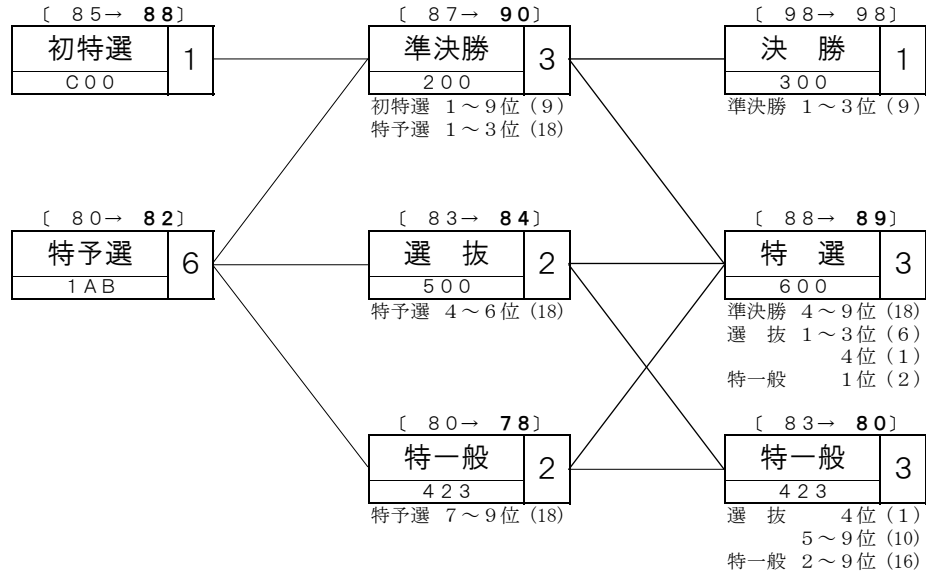 〔 ８５→ ８８〕
初特選 1
Ｃ００
〔 ８７→ ９０〕
準決勝 3
２００
初特選 １～９位（９）
特予選 １～３位（18）
〔 ９８→ ９８〕
決 勝 1
３００
準決勝 １～３位（９）
〔 ８０→ ８２〕
特予選 6
１ＡＢ
〔 ８３→ ８４〕
選 抜 2
５００
特予選 ４～６位（18）
〔 ８８→ ８９〕
特 選 3
６００
準決勝 ４～９位（18）
選 抜 １～３位（６）
４位（１）
特一般 １位（２）
〔 ８０→ ７８〕
特一般 2
４２３
特予選 ７～９位（18）
〔 ８３→ ８０〕
特一般 3
４２３
選 抜 ４位（１）
５～９位（10）
特一般 ２～９位（16）